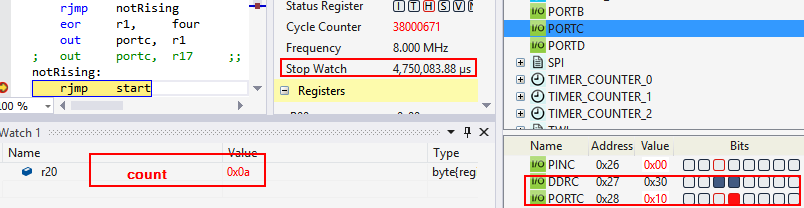 rjmp notRising
eor r1, four
out portc, r1
; out portc, r17 ;;
notRising:
rjmp start
00 %
Status Register I T H S V N
Cycle Counter 38000671
Frequency 8.000 MHz
Stop Watch 4,750,083.88 µs
Registers
I/O PORTB
I/O PORTC
I/O PORTD
SPI
TIMER_COUNTER_0
TIMER_COUNTER_1
TIMER_COUNTER_2
Watch 1
Name Value Type
r20 count 0x0a byte{reg
Name Address Value Bits
I/O PINC 0x26 0x00
I/O DDRC 0x27 0x30
I/O PORTC 0x28 0x10